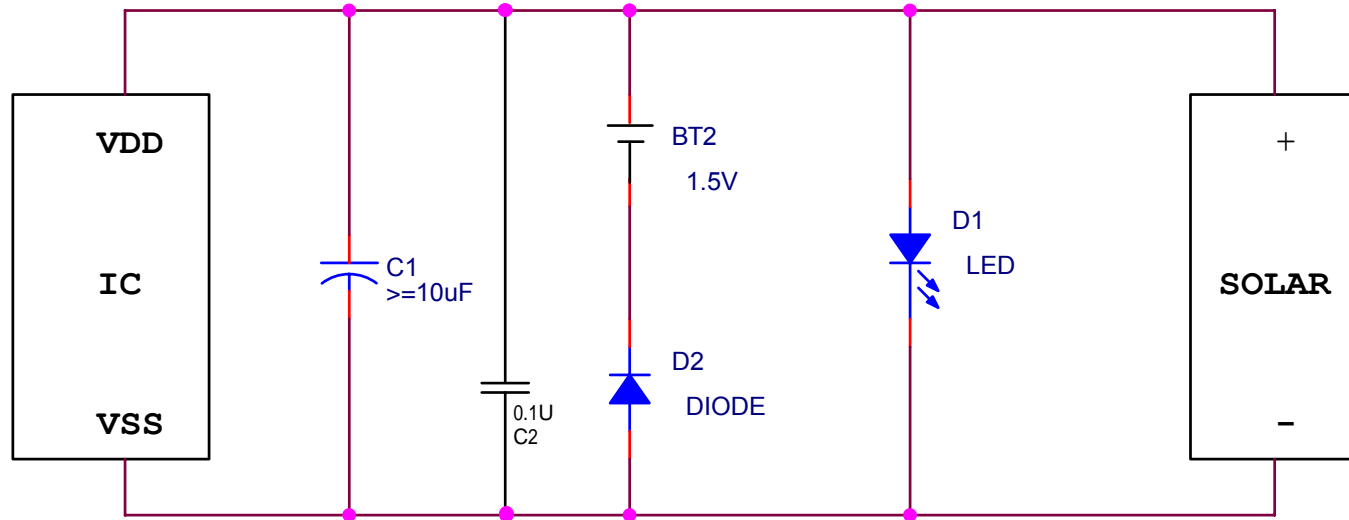 VDD
IC
VSS
C1
>=10uF
0.1U
C2
BT2
1.5V
D2
DIODE
D1
LED
+
SOLAR
-